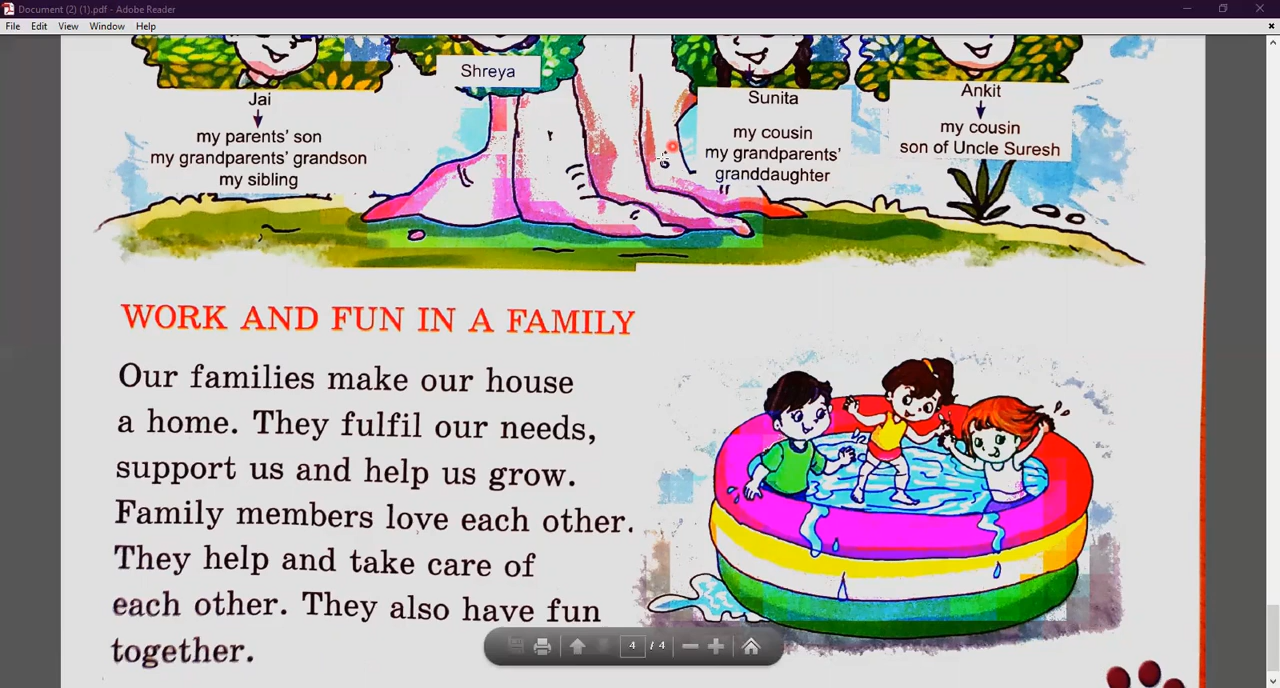 Document (2) (1).pdf - Adobe Reader
File Edit View Window Help
Shreya
Jai
my parents' son
my grandparents' grandson
my sibling
Sunita
my cousin
my grandparents'
granddaughter
Ankit
my cousin
son of Uncle Suresh
WORK AND FUN IN A FAMILY
Our families make our house
a home. They fulfil our needs,
support us and help us grow.
Family members love each other.
They help and take care of
each other. They also have fun
together.
4 / 4